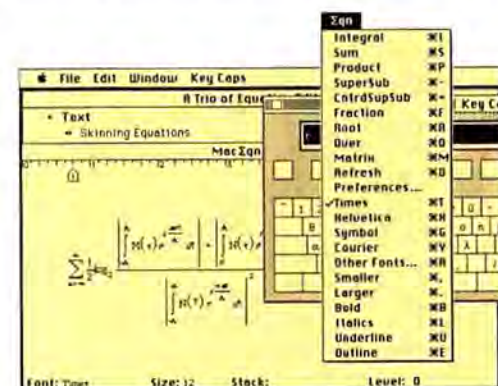 Σqn
Integral ⌘I
Sum ⌘S
Product ⌘P
SuperSub ⌘-
CntrdSupSub ⌘=
Fraction ⌘F
Root ⌘R
Over ⌘O
Matrix ⌘M
Refresh ⌘D
Preferences...
✓Times ⌘T
Helvetica ⌘H
Symbol ⌘G
Courier ⌘Y
Other Fonts... ⌘A
Smaller ⌘,
Larger ⌘.
Bold ⌘B
Italics ⌘L
Underline ⌘U
Outline ⌘E
File Edit Window Key Caps
A Trio of
Key C
Text
Skinning Equations
MacΣqn
Font: Times Size: 12 Stack: Level: 0